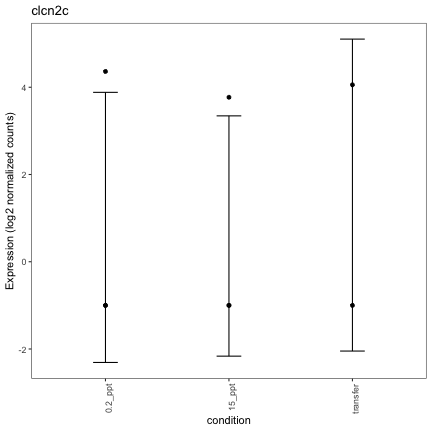 clcn2c
Expression (log2 normalized counts)
4
2
0
-2
0.2_ppt
15_ppt
transfer
condition